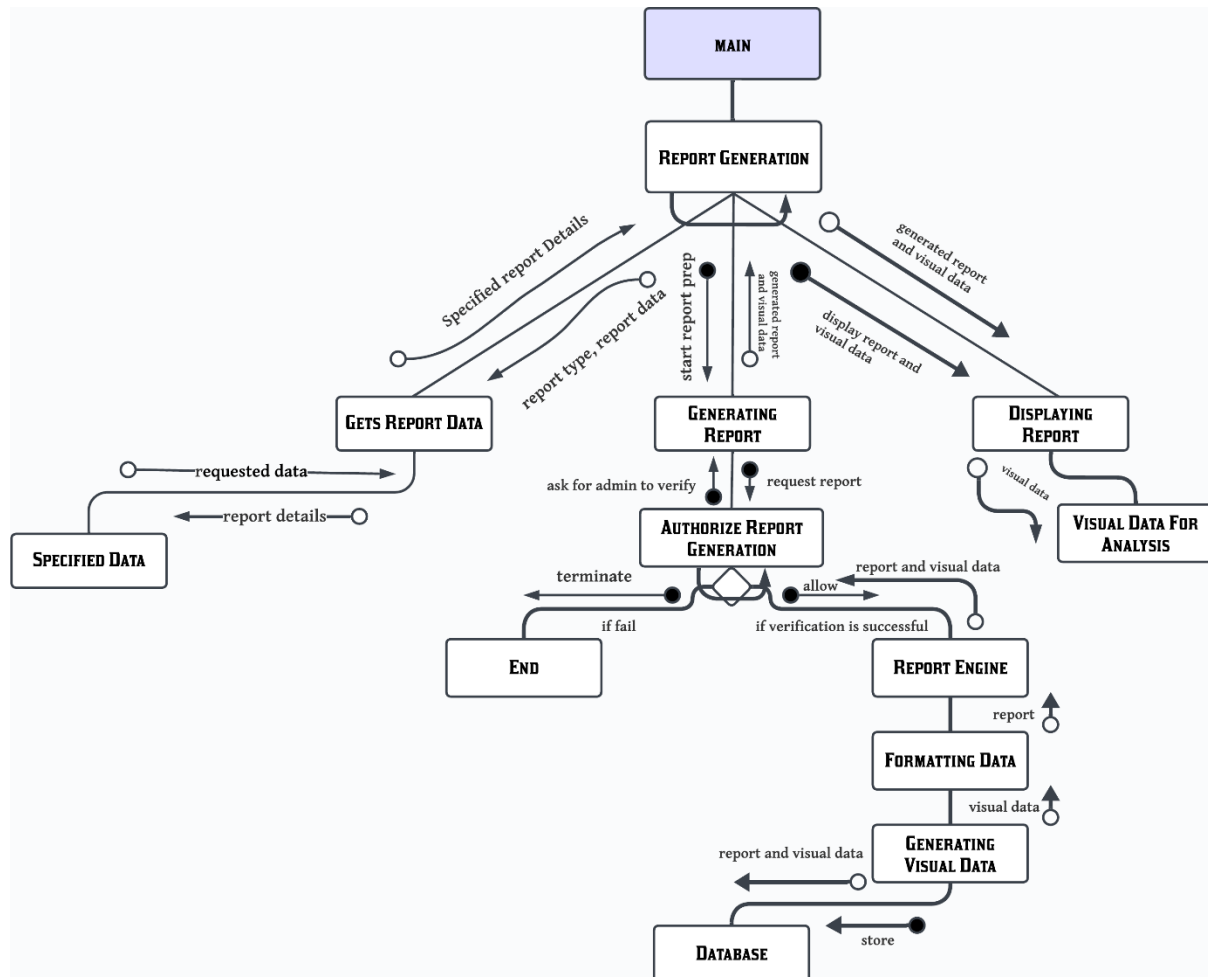 MAIN
REPORT GENERATION
Specified report Details
report type, report data
start report prep
generated report
and visual data
generated report
and visual data
display report and
visual data
GETS REPORT DATA
GENERATING
REPORT
DISPLAYING
REPORT
requested data
report details
SPECIFIED DATA
ask for admin to verify
request report
visual data
VISUAL DATA FOR
ANALYSIS
AUTHORIZE REPORT
GENERATION
terminate
allow
report and visual data
if fail
if verification is successful
END
REPORT ENGINE
report
FORMATTING DATA
visual data
GENERATING
VISUAL DATA
report and visual data
store
DATABASE